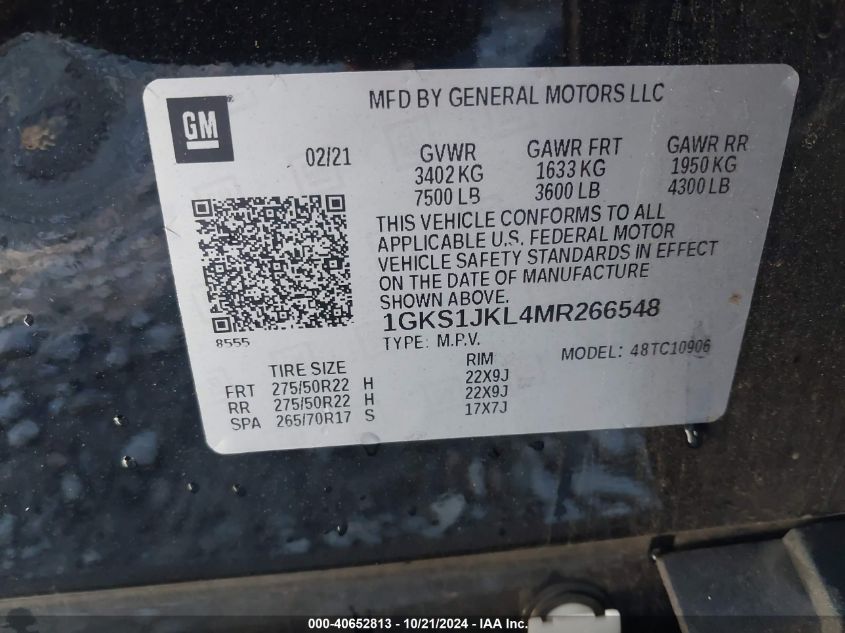 GM
MFD BY GENERAL MOTORS LLC
02/21 GVWR GAWR FRT GAWR RR
3402 KG 1633 KG 1950 KG
7500 LB 3600 LB 4300 LB
THIS VEHICLE CONFORMS TO ALL
APPLICABLE U.S. FEDERAL MOTOR
VEHICLE SAFETY STANDARDS IN EFFECT
ON THE DATE OF MANUFACTURE
SHOWN ABOVE.
1GKS1JKL4MR266548
8555
TYPE: M.P.V. MODEL: 48TC10906
TIRE SIZE RIM
FRT 275/50R22 H 22X9J
RR 275/50R22 H 22X9J
SPA 265/70R17 S 17X7J
000-40652813 - 10/21/2024 - IAA Inc.